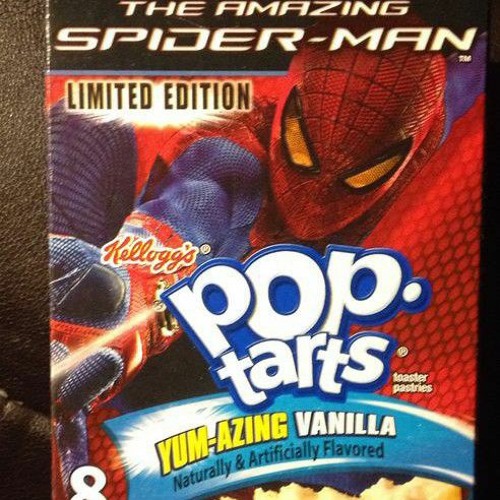 THE AMAZING
SPIDER-MAN
TM
LIMITED EDITION
Kellogg's®
POP.
tarts®
toaster
pastries
YUM-AZING VANILLA
Naturally & Artificially Flavored
8